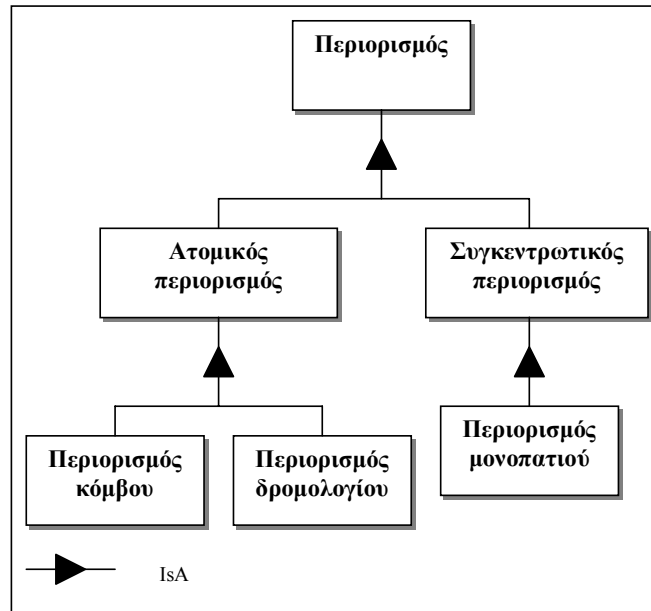 Περιορισμός
Ατομικός
περιορισμός
Συγκεντρωτικός
περιορισμός
Περιορισμός
κόμβου
Περιορισμός
δρομολογίου
Περιορισμός
μονοπατιού
IsA